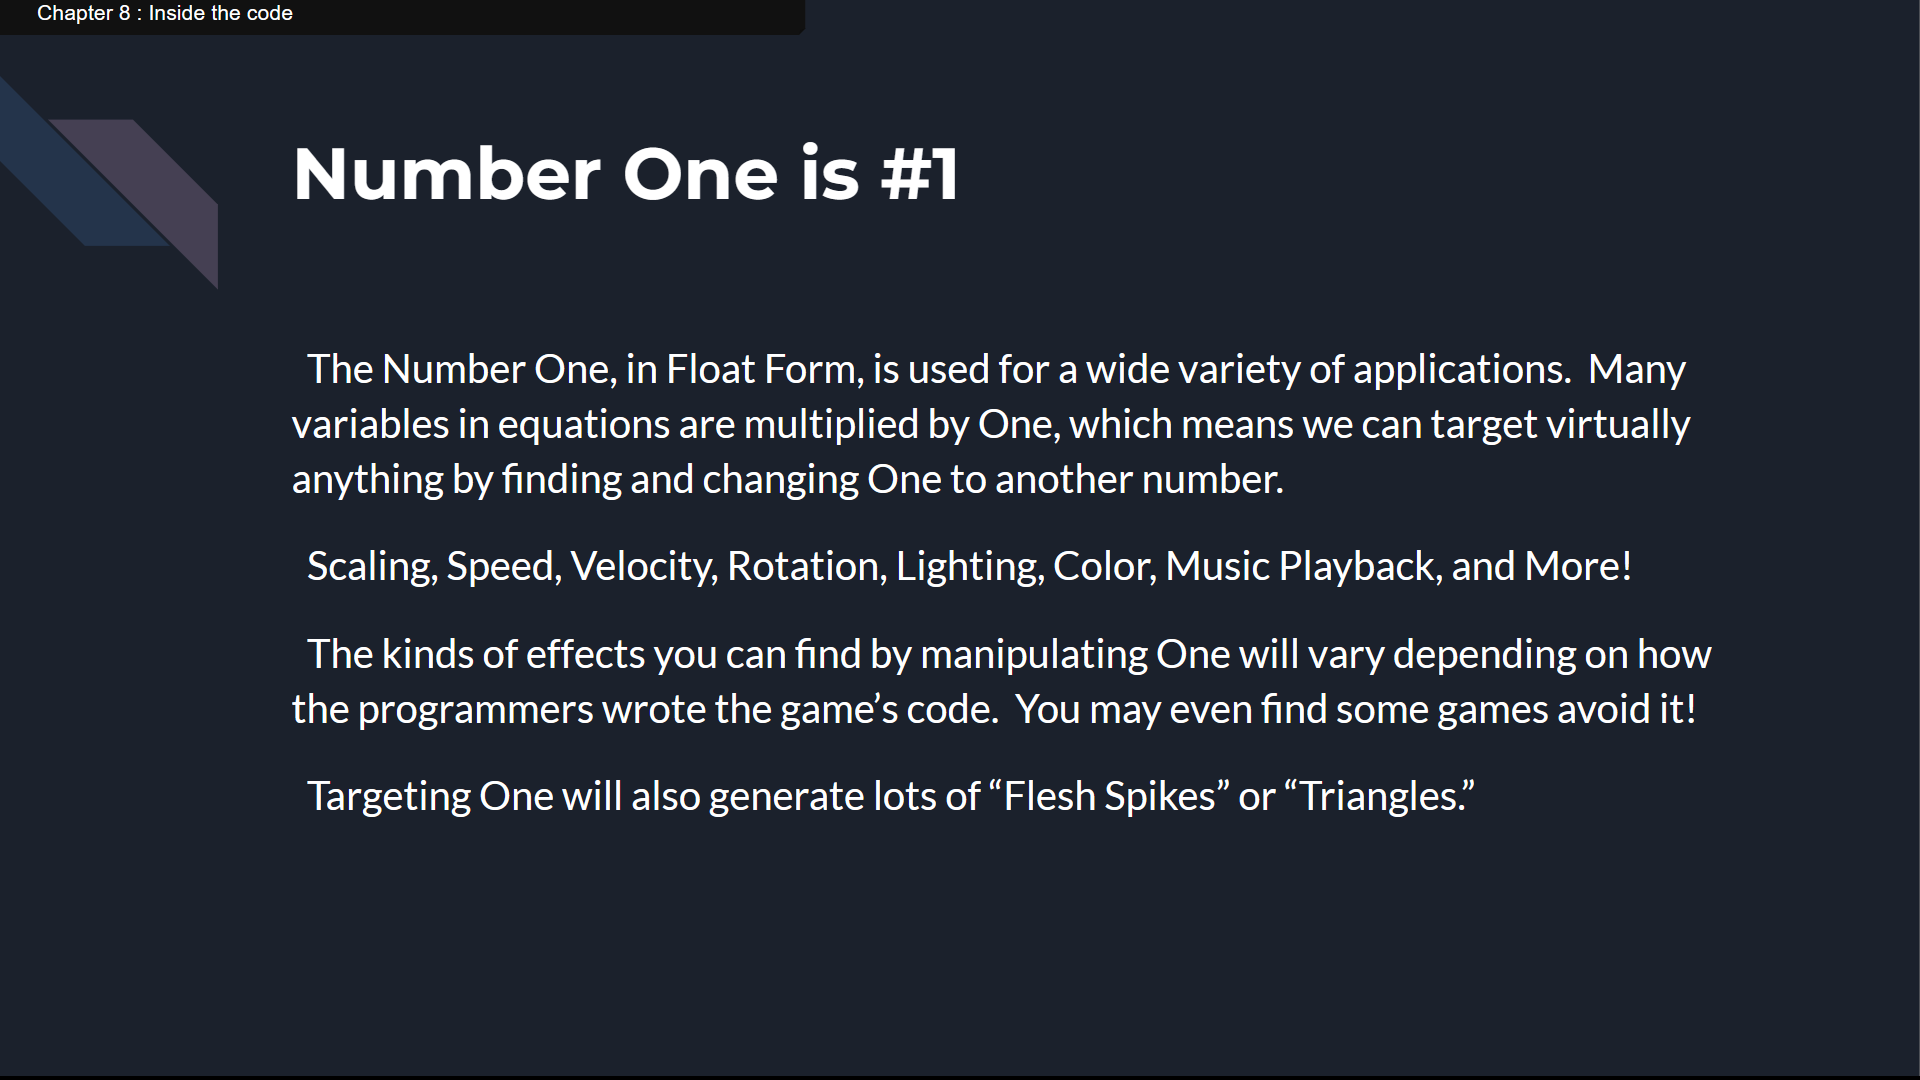 Chapter 8 : Inside the code
Number One is #1
The Number One, in Float Form, is used for a wide variety of applications.  Many
variables in equations are multiplied by One, which means we can target virtually
anything by finding and changing One to another number.
Scaling, Speed, Velocity, Rotation, Lighting, Color, Music Playback, and More!
The kinds of effects you can find by manipulating One will vary depending on how
the programmers wrote the game’s code.  You may even find some games avoid it!
Targeting One will also generate lots of “Flesh Spikes” or “Triangles.”